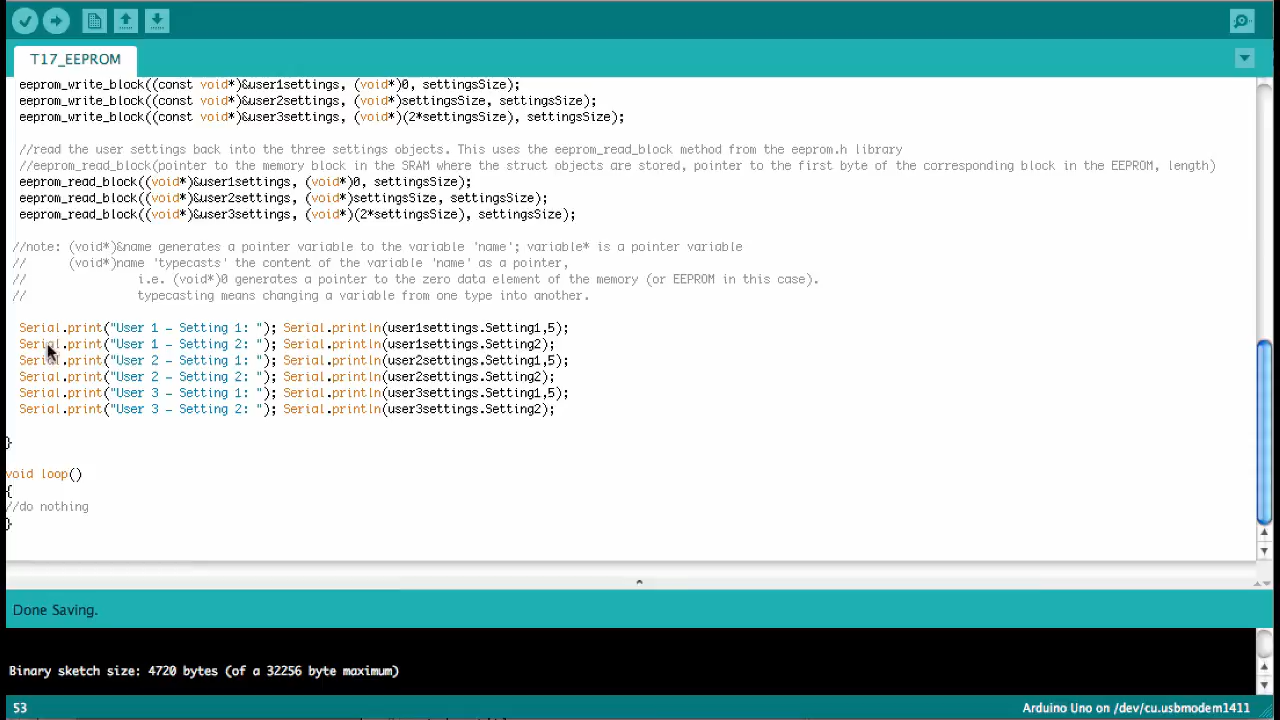 T17_EEPROM
eeprom_write_block((const void*)&user1settings, (void*)0, settingsSize);
eeprom_write_block((const void*)&user2settings, (void*)settingsSize, settingsSize);
eeprom_write_block((const void*)&user3settings, (void*)(2*settingsSize), settingsSize);
//read the user settings back into the three settings objects. This uses the eeprom_read_block method from the eeprom.h library
//eeprom_read_block(pointer to the memory block in the SRAM where the struct objects are stored, pointer to the first byte of the corresponding block in the EEPROM, length)
eeprom_read_block((void*)&user1settings, (void*)0, settingsSize);
eeprom_read_block((void*)&user2settings, (void*)settingsSize, settingsSize);
eeprom_read_block((void*)&user3settings, (void*)(2*settingsSize), settingsSize);
//note: (void*)&name generates a pointer variable to the variable 'name'; variable* is a pointer variable
// (void*)name 'typecasts' the content of the variable 'name' as a pointer,
// i.e. (void*)0 generates a pointer to the zero data element of the memory (or EEPROM in this case).
// typecasting means changing a variable from one type into another.
Serial.print("User 1 - Setting 1: "); Serial.println(user1settings.Setting1,5);
Serial.print("User 1 - Setting 2: "); Serial.println(user1settings.Setting2);
Serial.print("User 2 - Setting 1: "); Serial.println(user2settings.Setting1,5);
Serial.print("User 2 - Setting 2: "); Serial.println(user2settings.Setting2);
Serial.print("User 3 - Setting 1: "); Serial.println(user3settings.Setting1,5);
Serial.print("User 3 - Setting 2: "); Serial.println(user3settings.Setting2);
}
void loop()
{
//do nothing
}
Done Saving.
Binary sketch size: 4720 bytes (of a 32256 byte maximum)
53
Arduino Uno on /dev/cu.usbmodem1411